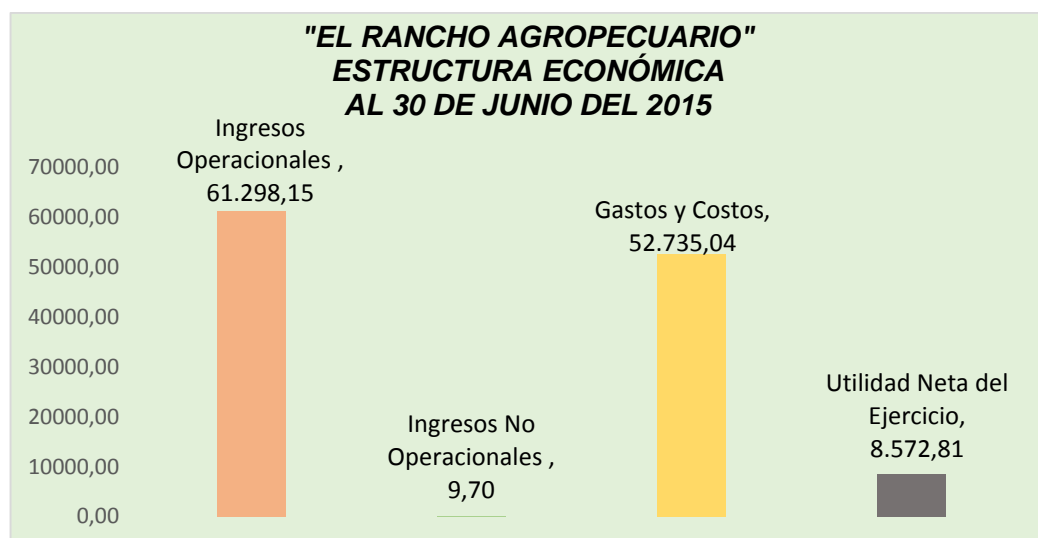 "EL RANCHO AGROPECUARIO"
ESTRUCTURA ECONÓMICA
AL 30 DE JUNIO DEL 2015
Ingresos
Operacionales ,
61.298,15
Gastos y Costos,
52.735,04
Ingresos No
Operacionales ,
9,70
Utilidad Neta del
Ejercicio,
8.572,81
70000,00
60000,00
50000,00
40000,00
30000,00
20000,00
10000,00
0,00